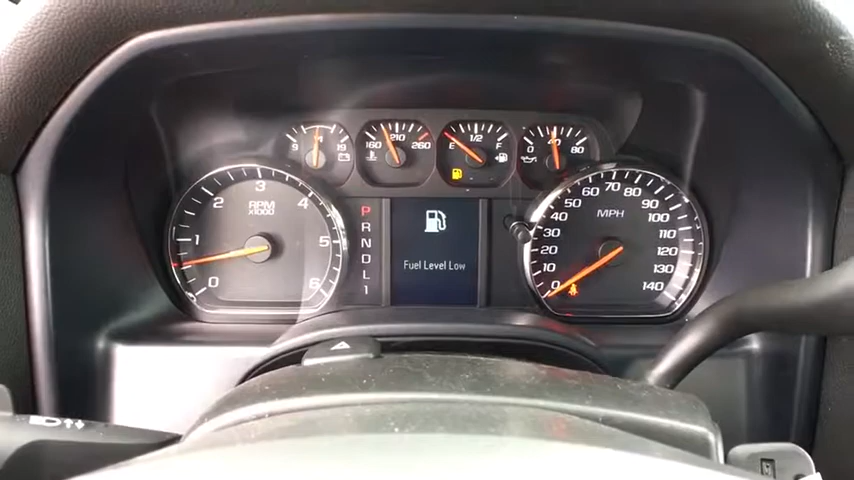 9 19
160 210 260
E 1/2 F
0 40 80
RPM
x1000
0 1 2 3 4 5 6
P
R
N
D
L
1
Fuel Level Low
MPH
0 10 20 30 40 50 60 70 80 90 100 110 120 130 140